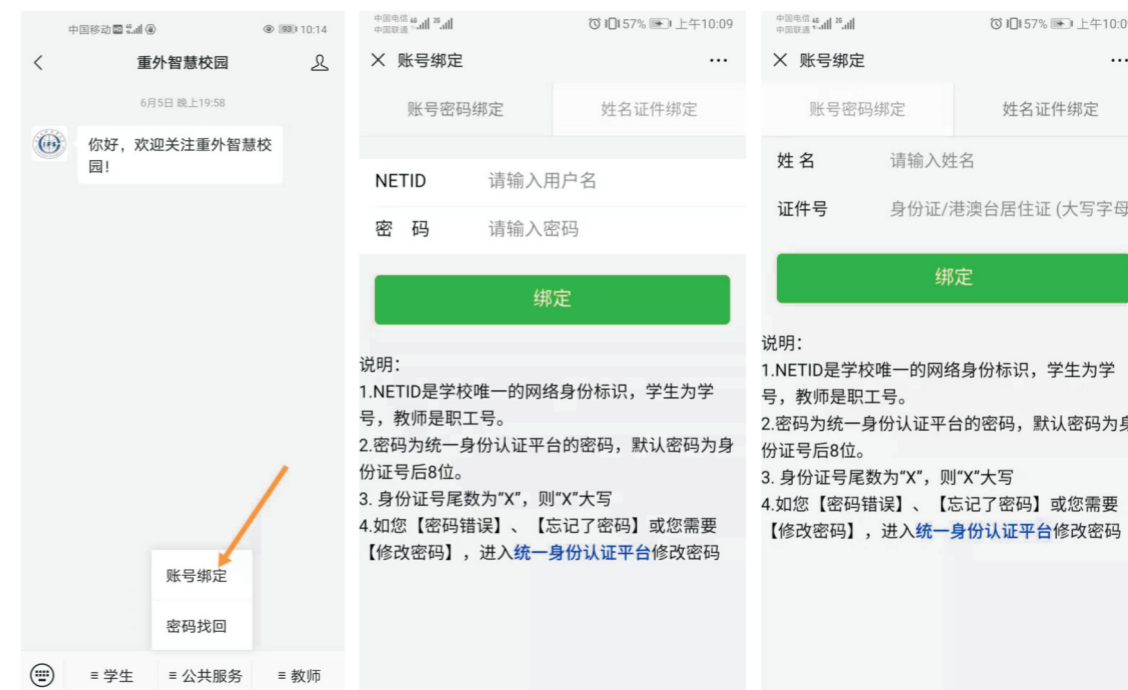 中国移动 10:14
重外智慧校园
6月5日 晚上19:58
你好，欢迎关注重外智慧校
园！
账号绑定
密码找回
≡ 学生 ≡ 公共服务 ≡ 教师
中国电信
中国联通 57% 上午10:09
账号绑定
账号密码绑定 姓名证件绑定
NETID 请输入用户名
密 码 请输入密码
绑定
说明：
1.NETID是学校唯一的网络身份标识，学生为学
号，教师是职工号。
2.密码为统一身份认证平台的密码，默认密码为身
份证号后8位。
3. 身份证号尾数为“X”，则“X”大写
4.如您【密码错误】、【忘记了密码】或您需要
【修改密码】，进入统一身份认证平台修改密码
中国电信
中国联通 57% 上午10:0
账号绑定
账号密码绑定 姓名证件绑定
姓 名 请输入姓名
证件号 身份证/港澳台居住证 (大写字母
绑定
说明：
1.NETID是学校唯一的网络身份标识，学生为学
号，教师是职工号。
2.密码为统一身份认证平台的密码，默认密码为身
份证号后8位。
3. 身份证号尾数为“X”，则“X”大写
4.如您【密码错误】、【忘记了密码】或您需要
【修改密码】，进入统一身份认证平台修改密码